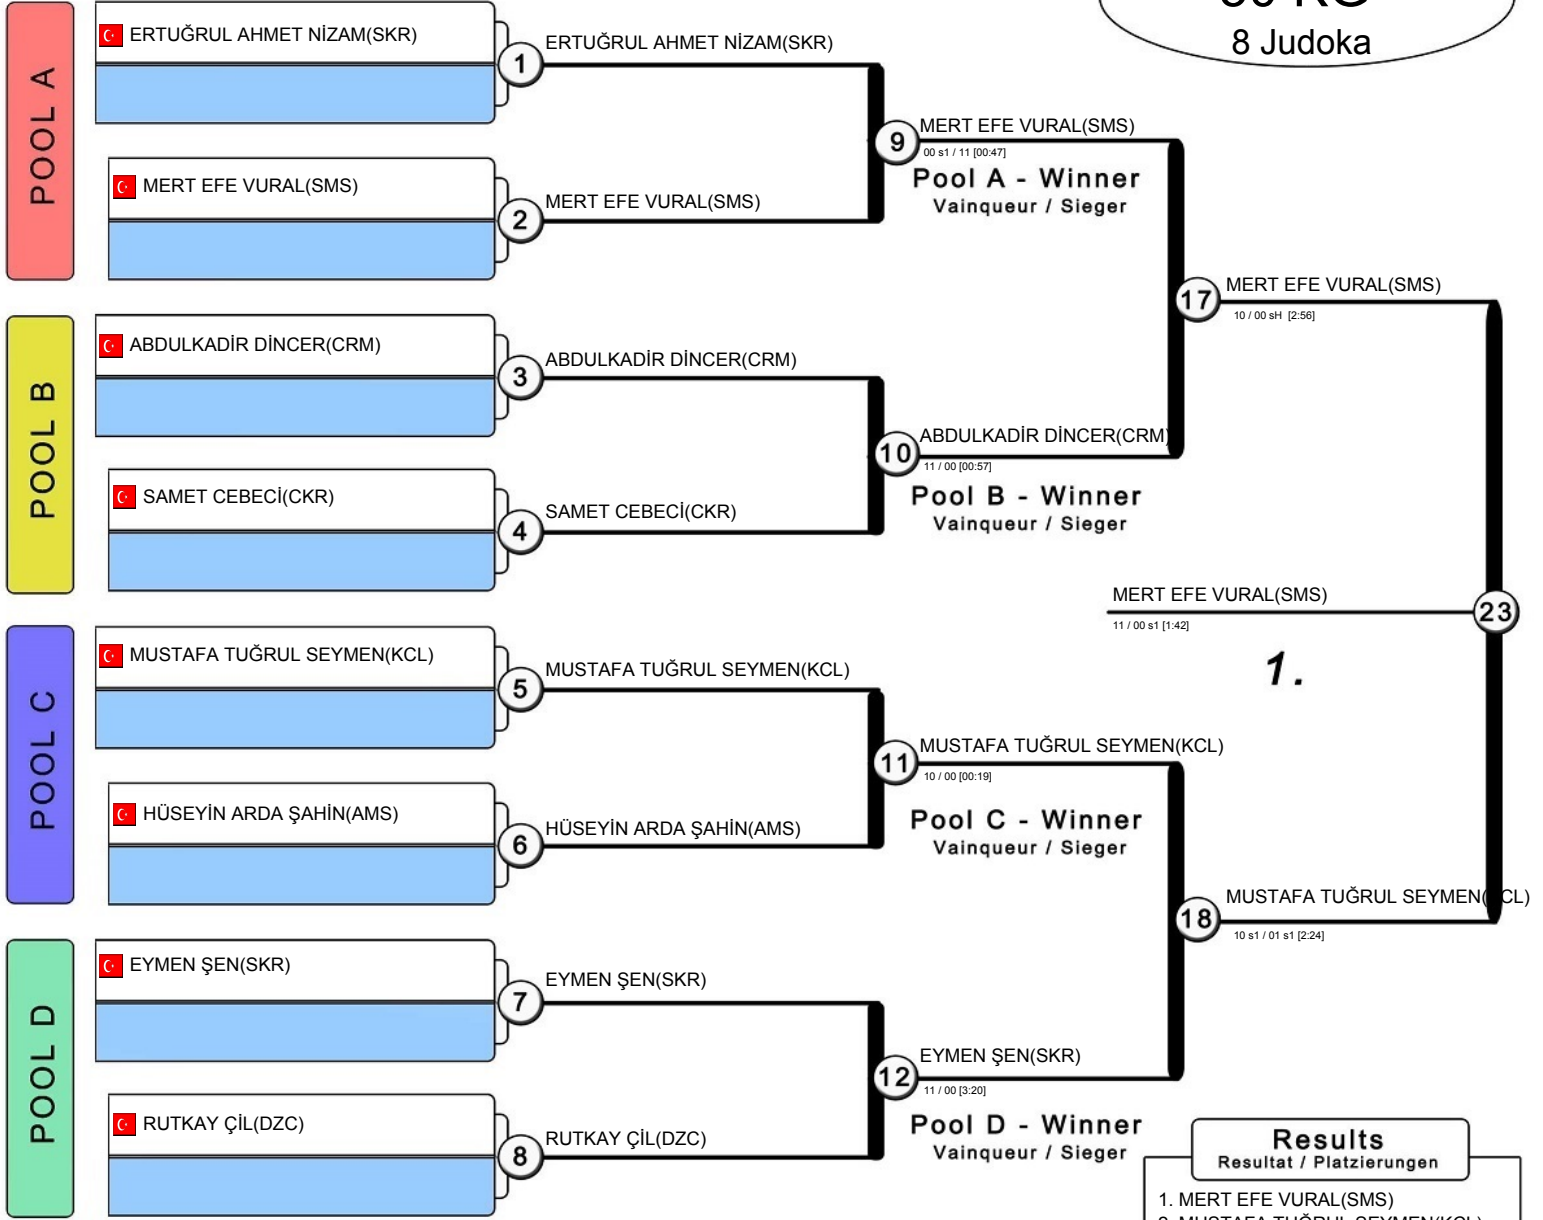 8 Judoka
POOL A
ERTUĞRUL AHMET NİZAM(SKR)
1
ERTUĞRUL AHMET NİZAM(SKR)
MERT EFE VURAL(SMS)
2
MERT EFE VURAL(SMS)
9
MERT EFE VURAL(SMS)
00 s1 / 11 [00:47]
Pool A - Winner
Vainqueur / Sieger
POOL B
ABDULKADİR DİNCER(CRM)
3
ABDULKADİR DİNCER(CRM)
SAMET CEBECİ(CKR)
4
SAMET CEBECİ(CKR)
10
ABDULKADİR DİNCER(CRM)
11 / 00 [00:57]
Pool B - Winner
Vainqueur / Sieger
17
MERT EFE VURAL(SMS)
10 / 00 sH [2:56]
MERT EFE VURAL(SMS)
23
11 / 00 s1 [1:42]
1.
POOL C
MUSTAFA TUĞRUL SEYMEN(KCL)
5
MUSTAFA TUĞRUL SEYMEN(KCL)
HÜSEYİN ARDA ŞAHİN(AMS)
6
HÜSEYİN ARDA ŞAHİN(AMS)
11
MUSTAFA TUĞRUL SEYMEN(KCL)
10 / 00 [00:19]
Pool C - Winner
Vainqueur / Sieger
18
MUSTAFA TUĞRUL SEYMEN(KCL)
10 s1 / 01 s1 [2:24]
POOL D
EYMEN ŞEN(SKR)
7
EYMEN ŞEN(SKR)
RUTKAY ÇİL(DZC)
8
RUTKAY ÇİL(DZC)
12
EYMEN ŞEN(SKR)
11 / 00 [3:20]
Pool D - Winner
Vainqueur / Sieger
Results
Resultat / Platzierungen
1. MERT EFE VURAL(SMS)
2. MUSTAFA TUĞRUL SEYMEN(KCL)